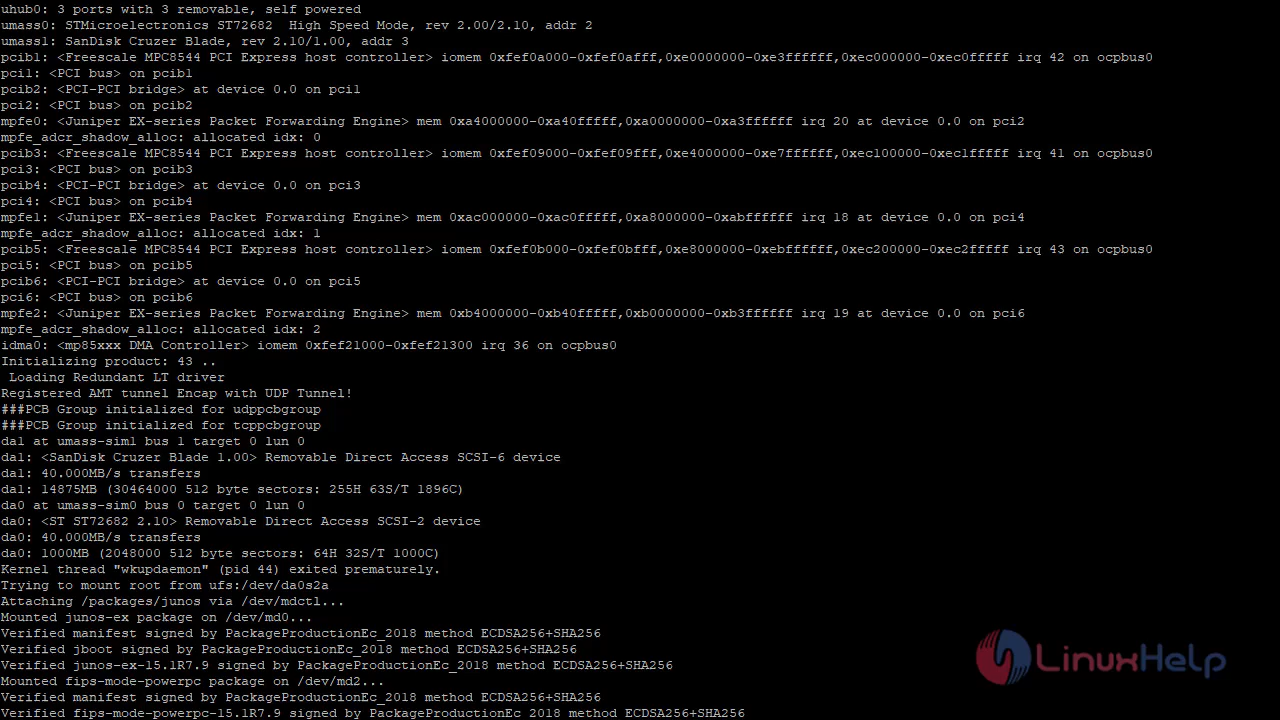 uhub0: 3 ports with 3 removable, self powered
umass0: STMicroelectronics ST72682  High Speed Mode, rev 2.00/2.10, addr 2
umass1: SanDisk Cruzer Blade, rev 2.10/1.00, addr 3
pcib1: <Freescale MPC8544 PCI Express host controller> iomem 0xfef0a000-0xfef0afff,0xe0000000-0xe3ffffff,0xec000000-0xec0fffff irq 42 on ocpbus0
pci1: <PCI bus> on pcib1
pcib2: <PCI-PCI bridge> at device 0.0 on pci1
pci2: <PCI bus> on pcib2
mpfe0: <Juniper EX-series Packet Forwarding Engine> mem 0xa4000000-0xa40fffff,0xa0000000-0xa3ffffff irq 20 at device 0.0 on pci2
mpfe_adcr_shadow_alloc: allocated idx: 0
pcib3: <Freescale MPC8544 PCI Express host controller> iomem 0xfef09000-0xfef09fff,0xe4000000-0xe7ffffff,0xec100000-0xec1fffff irq 41 on ocpbus0
pci3: <PCI bus> on pcib3
pcib4: <PCI-PCI bridge> at device 0.0 on pci3
pci4: <PCI bus> on pcib4
mpfe1: <Juniper EX-series Packet Forwarding Engine> mem 0xac000000-0xac0fffff,0xa8000000-0xabffffff irq 18 at device 0.0 on pci4
mpfe_adcr_shadow_alloc: allocated idx: 1
pcib5: <Freescale MPC8544 PCI Express host controller> iomem 0xfef0b000-0xfef0bfff,0xe8000000-0xebffffff,0xec200000-0xec2fffff irq 43 on ocpbus0
pci5: <PCI bus> on pcib5
pcib6: <PCI-PCI bridge> at device 0.0 on pci5
pci6: <PCI bus> on pcib6
mpfe2: <Juniper EX-series Packet Forwarding Engine> mem 0xb4000000-0xb40fffff,0xb0000000-0xb3ffffff irq 19 at device 0.0 on pci6
mpfe_adcr_shadow_alloc: allocated idx: 2
idma0: <mp85xxx DMA Controller> iomem 0xfef21000-0xfef21300 irq 36 on ocpbus0
Initializing product: 43 ..
 Loading Redundant LT driver
Registered AMT tunnel Encap with UDP Tunnel!
###PCB Group initialized for udppcbgroup
###PCB Group initialized for tcppcbgroup
da1 at umass-sim1 bus 1 target 0 lun 0
da1: <SanDisk Cruzer Blade 1.00> Removable Direct Access SCSI-6 device
da1: 40.000MB/s transfers
da1: 14875MB (30464000 512 byte sectors: 255H 63S/T 1896C)
da0 at umass-sim0 bus 0 target 0 lun 0
da0: <ST ST72682 2.10> Removable Direct Access SCSI-2 device
da0: 40.000MB/s transfers
da0: 1000MB (2048000 512 byte sectors: 64H 32S/T 1000C)
Kernel thread "wkupdaemon" (pid 44) exited prematurely.
Trying to mount root from ufs:/dev/da0s2a
Attaching /packages/junos via /dev/mdctl...
Mounted junos-ex package on /dev/md0...
Verified manifest signed by PackageProductionEc_2018 method ECDSA256+SHA256
Verified jboot signed by PackageProductionEc_2018 method ECDSA256+SHA256
Verified junos-ex-15.1R7.9 signed by PackageProductionEc_2018 method ECDSA256+SHA256
Mounted fips-mode-powerpc package on /dev/md2...
Verified manifest signed by PackageProductionEc_2018 method ECDSA256+SHA256
Verified fips-mode-powerpc-15.1R7.9 signed by PackageProductionEc_2018 method ECDSA256+SHA256
LinuxHelp